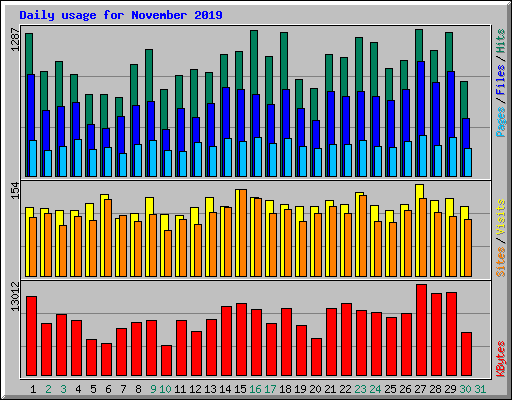 Daily usage for November 2019
1287
Pages / Files / Hits
154
Sites / Visits
13012
KBytes
1 2 3 4 5 6 7 8 9 10 11 12 13 14 15 16 17 18 19 20 21 22 23 24 25 26 27 28 29 30 31